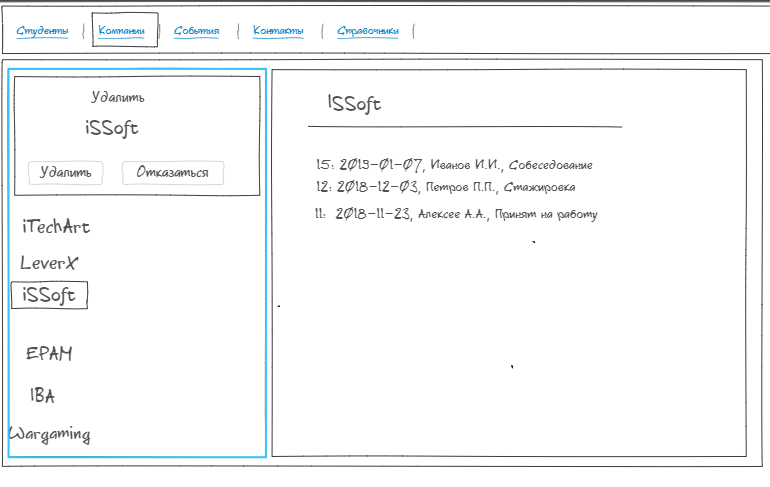 Студенты | Компании | События | Контакты | Справочники |
Удалить
iSSoft
Удалить Отказаться
iTechArt
LeverX
iSSoft
EPAM
IBA
Wargaming
ISSoft
15: 2019-01-07, Иванов И.И., Собеседование
12: 2018-12-03, Петров П.П., Стажировка
11: 2018-11-23, Алексее А.А., Принят на работу